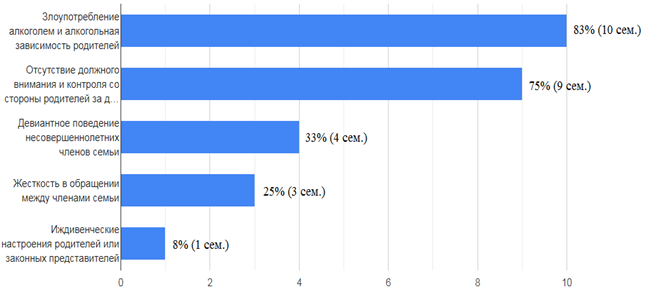 Злоупотребление
алкоголем и алкогольная
зависимость родителей
83% (10 сем.)
Отсутствие должного
внимания и контроля со
стороны родителей за д…
75% (9 сем.)
Девиантное поведение
несовершеннолетних
членов семьи
33% (4 сем.)
Жесткость в обращении
между членами семьи
25% (3 сем.)
Иждивенческие
настроения родителей или
законных представителей
8% (1 сем.)
0 2 4 6 8 10